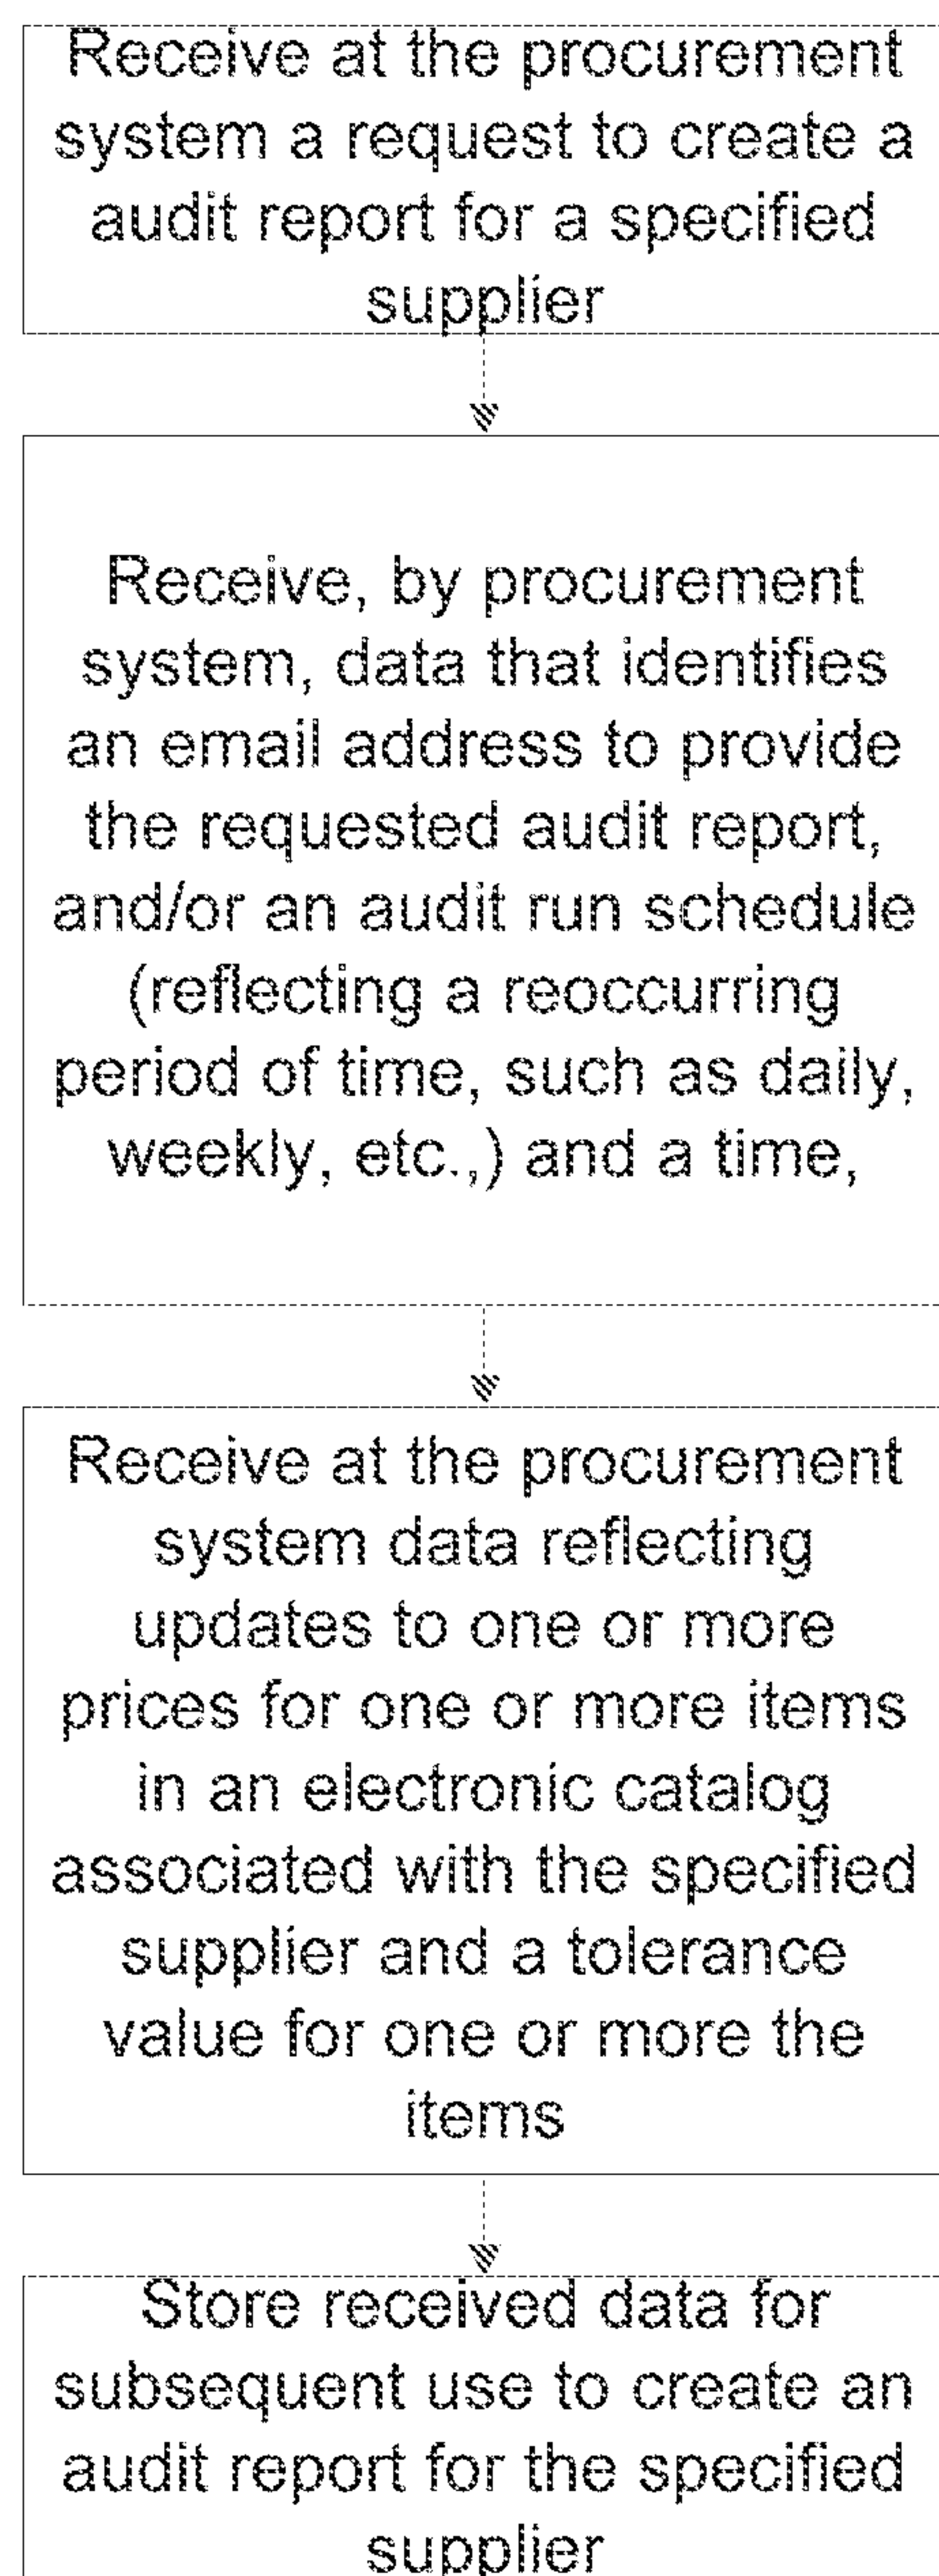 Receive at the procurement
system a request to create a
audit report for a specified
supplier
Receive, by procurement
system, data that identifies
an email address to provide
the requested audit report,
and/or an audit run schedule
(reflecting a reoccurring
period of time, such as daily,
weekly, etc.,) and a time,
Receive at the procurement
system data reflecting
updates to one or more
prices for one or more items
in an electronic catalog
associated with the specified
supplier and a tolerance
value for one or more the
items
Store received data for
subsequent use to create an
audit report for the specified
supplier